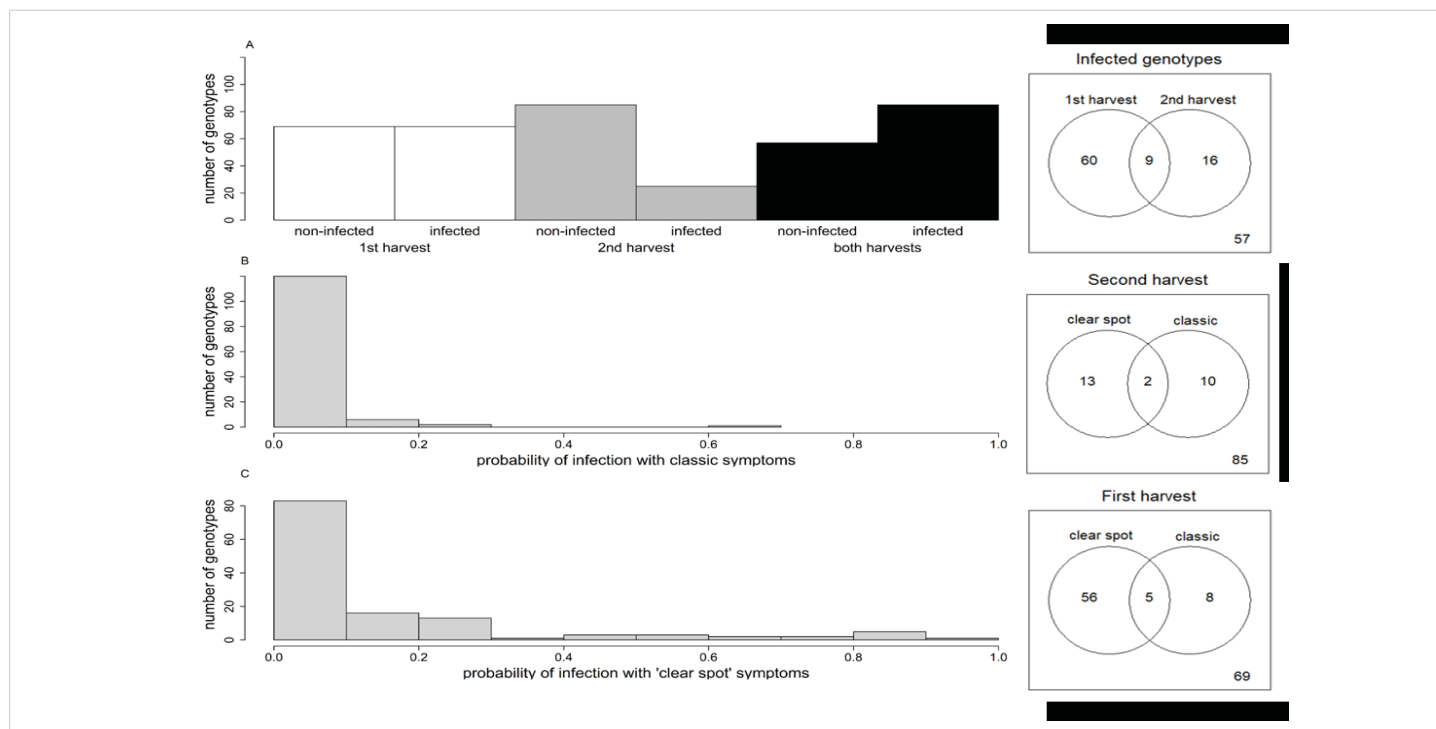 A
number of genotypes
0 20 40 60 80 100
non-infected infected non-infected infected non-infected infected
1st harvest 2nd harvest both harvests
B
number of genotypes
0 20 40 60 80 100
0.0 0.2 0.4 0.6 0.8 1.0
probability of infection with classic symptoms
C
number of genotypes
0 20 40 60 80
0.0 0.2 0.4 0.6 0.8 1.0
probability of infection with 'clear spot' symptoms
Infected genotypes
1st harvest 2nd harvest
60 9 16
57
Second harvest
clear spot classic
13 2 10
85
First harvest
clear spot classic
56 5 8
69